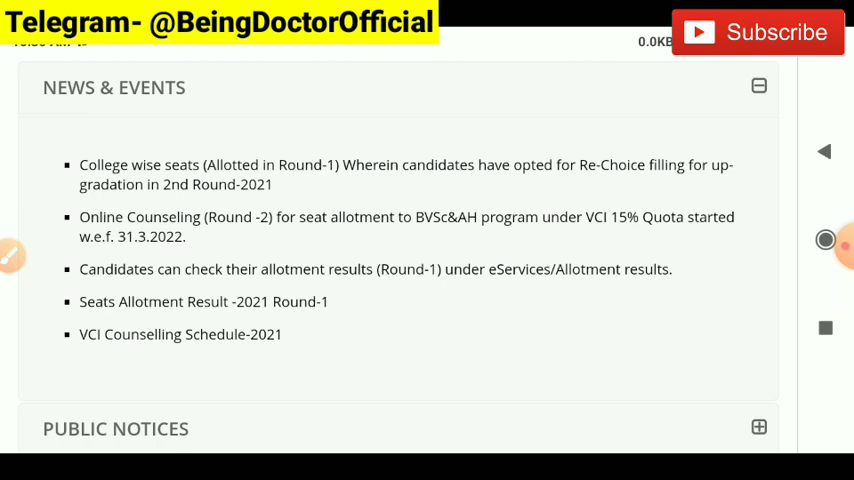 Telegram- @BeingDoctorOfficial
Subscribe
0.0KB
NEWS & EVENTS
College wise seats (Allotted in Round-1) Wherein candidates have opted for Re-Choice filling for up-
gradation in 2nd Round-2021
Online Counseling (Round -2) for seat allotment to BVSc&AH program under VCI 15% Quota started
w.e.f. 31.3.2022.
Candidates can check their allotment results (Round-1) under eServices/Allotment results.
Seats Allotment Result -2021 Round-1
VCI Counselling Schedule-2021
PUBLIC NOTICES